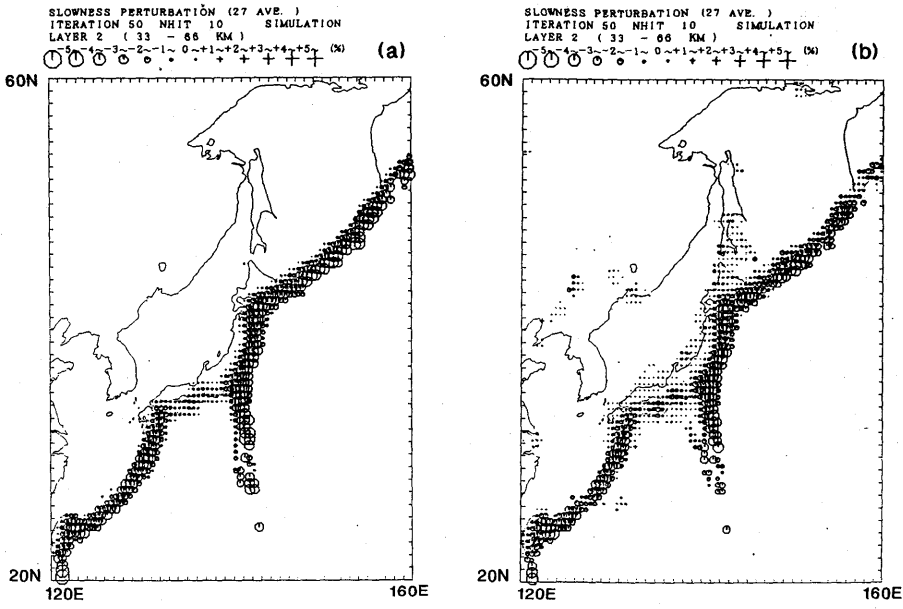 SLOWNESS PERTURBATION (27 AVE. )
ITERATION 50 NHIT 10 SIMULATION
LAYER 2 ( 33 - 66 KM)
-5~-4~-3~-2~-1~ 0~+1~+2~+3~+4~+5~ (%)
(a)
60N
20N
120E
160E
SLOWNESS PERTURBATION (27 AVE. )
ITERATION 50 NHIT 10 SIMULATION
LAYER 2 ( 33 - 66 KM)
-5~-4~-3~-2~-1~ 0~+1~+2~+3~+4~+5~ (%)
(b)
60N
20N
120E
160E